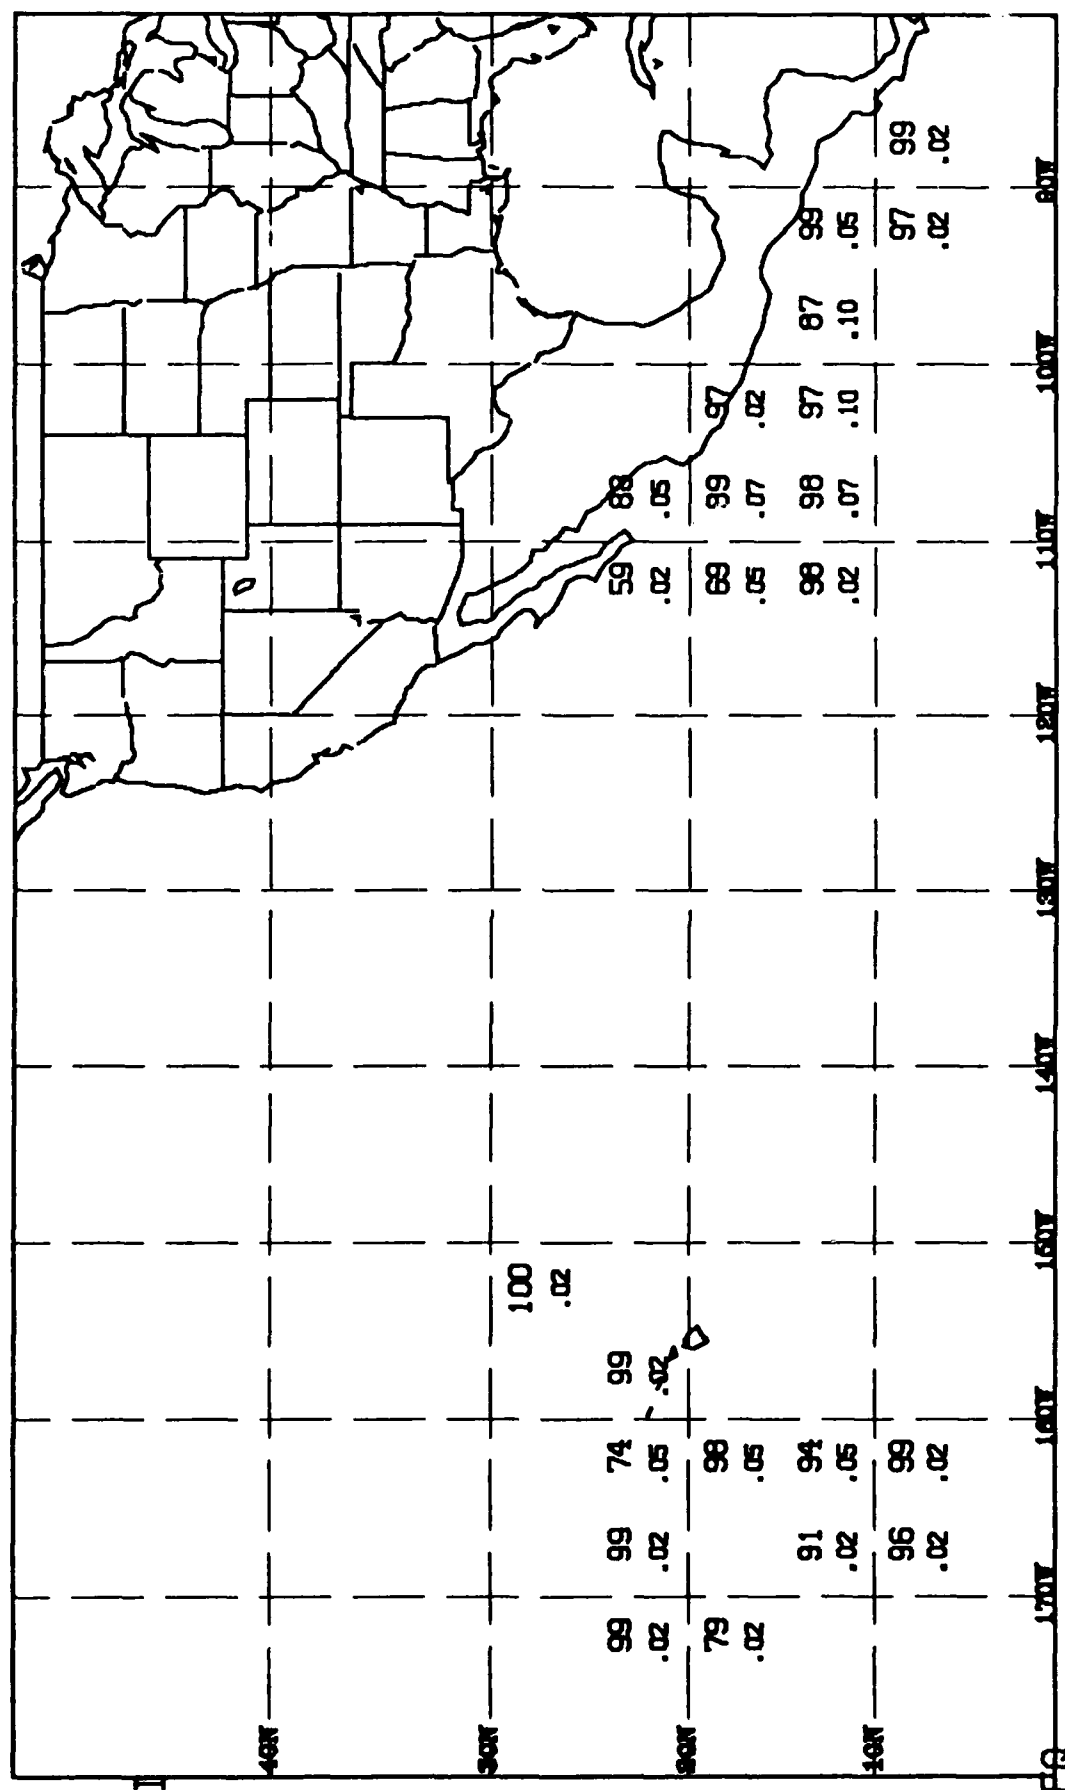 40N
30N
100
.02
99 99 74 99 59 88
.02 .02 .05 .02 .02 .05
20N
79 98 69 99 97
.02 .05 .05 .07 .02
91 94 98 98 97 87 99
.02 .05 .02 .07 .10 .10 .05
10N
96 99 97 99
.02 .02 .02 .02
170W 160W 150W 140W 130W 120W 110W 100W 90W